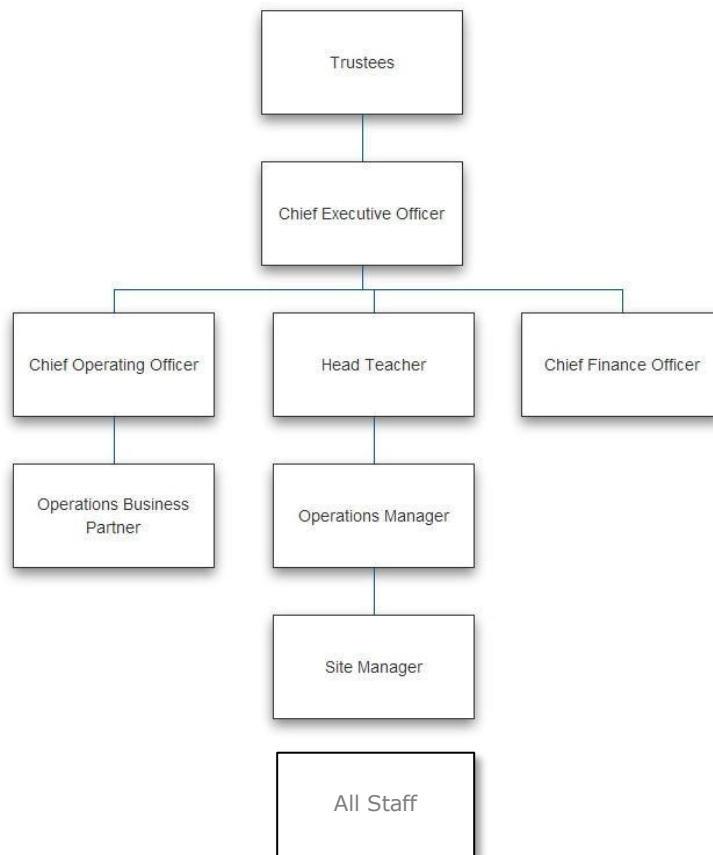 Trustees
Chief Executive Officer
Chief Operating Officer
Head Teacher
Chief Finance Officer
Operations Business
Partner
Operations Manager
Site Manager
All Staff